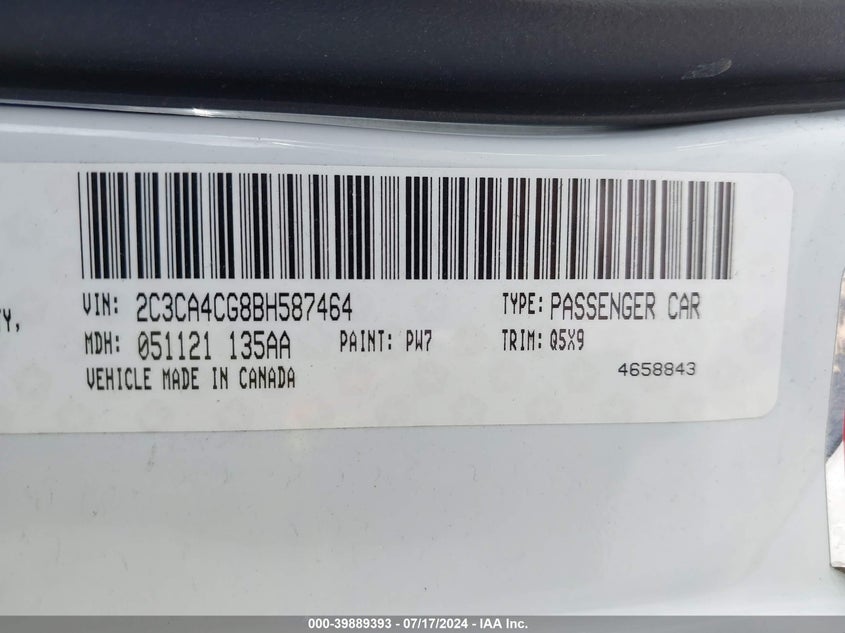 TY,
VIN: 2C3CA4CG8BH587464 TYPE: PASSENGER CAR
MDH: 051121 135AA PAINT: PW7 TRIM: Q5X9
VEHICLE MADE IN CANADA 4658843
000-39889393 - 07/17/2024 - IAA Inc.